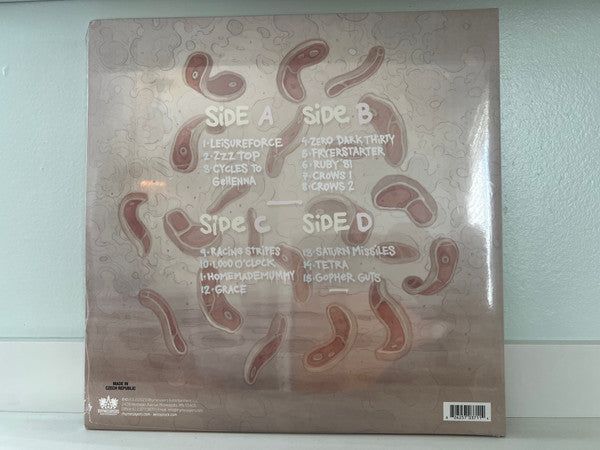 SiDE A
1•LEiSUREFORCE
2•ZZZ TOP
3•CYCLES TO
GEHENNA
SiDE B
4•ZERO DARK THiRTY
5•FRYERSTARTER
6•RUBY '81
7•CROWS 1
8•CROWS 2
SiDE C
9•RACiNG STRiPES
10•1,000 O'CLOCK
11•HOMEMADEMUMMY
12•GRACE
SiDE D
13•SATURN MiSSiLES
14•TETRA
15•GOPHER GUTS
MADE IN
CZECH REPUBLIC